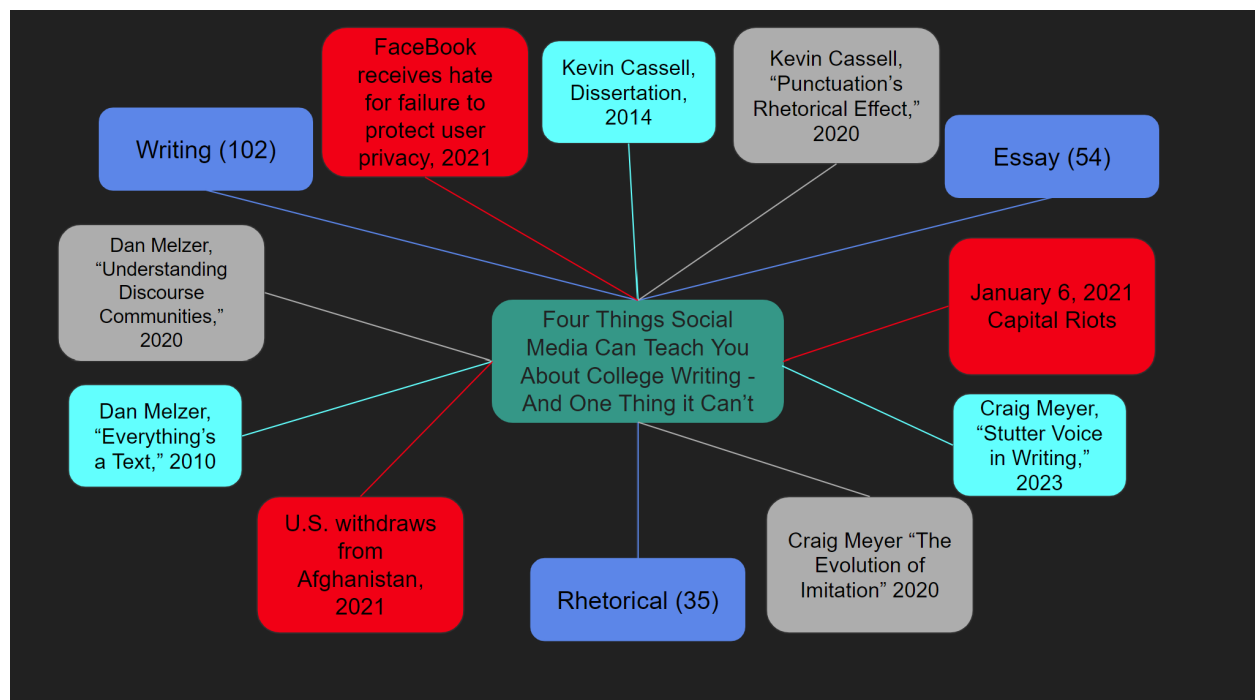 FaceBook
receives hate
for failure to
protect user
privacy, 2021
Kevin Cassell,
Dissertation,
2014
Kevin Cassell,
“Punctuation’s
Rhetorical Effect,”
2020
Writing (102)
Essay (54)
Dan Melzer,
“Understanding
Discourse
Communities,”
2020
January 6, 2021
Capital Riots
Four Things Social
Media Can Teach You
About College Writing -
And One Thing it Can’t
Dan Melzer,
“Everything’s
a Text,” 2010
Craig Meyer,
“Stutter Voice
in Writing,”
2023
U.S. withdraws
from
Afghanistan,
2021
Rhetorical (35)
Craig Meyer “The
Evolution of
Imitation” 2020